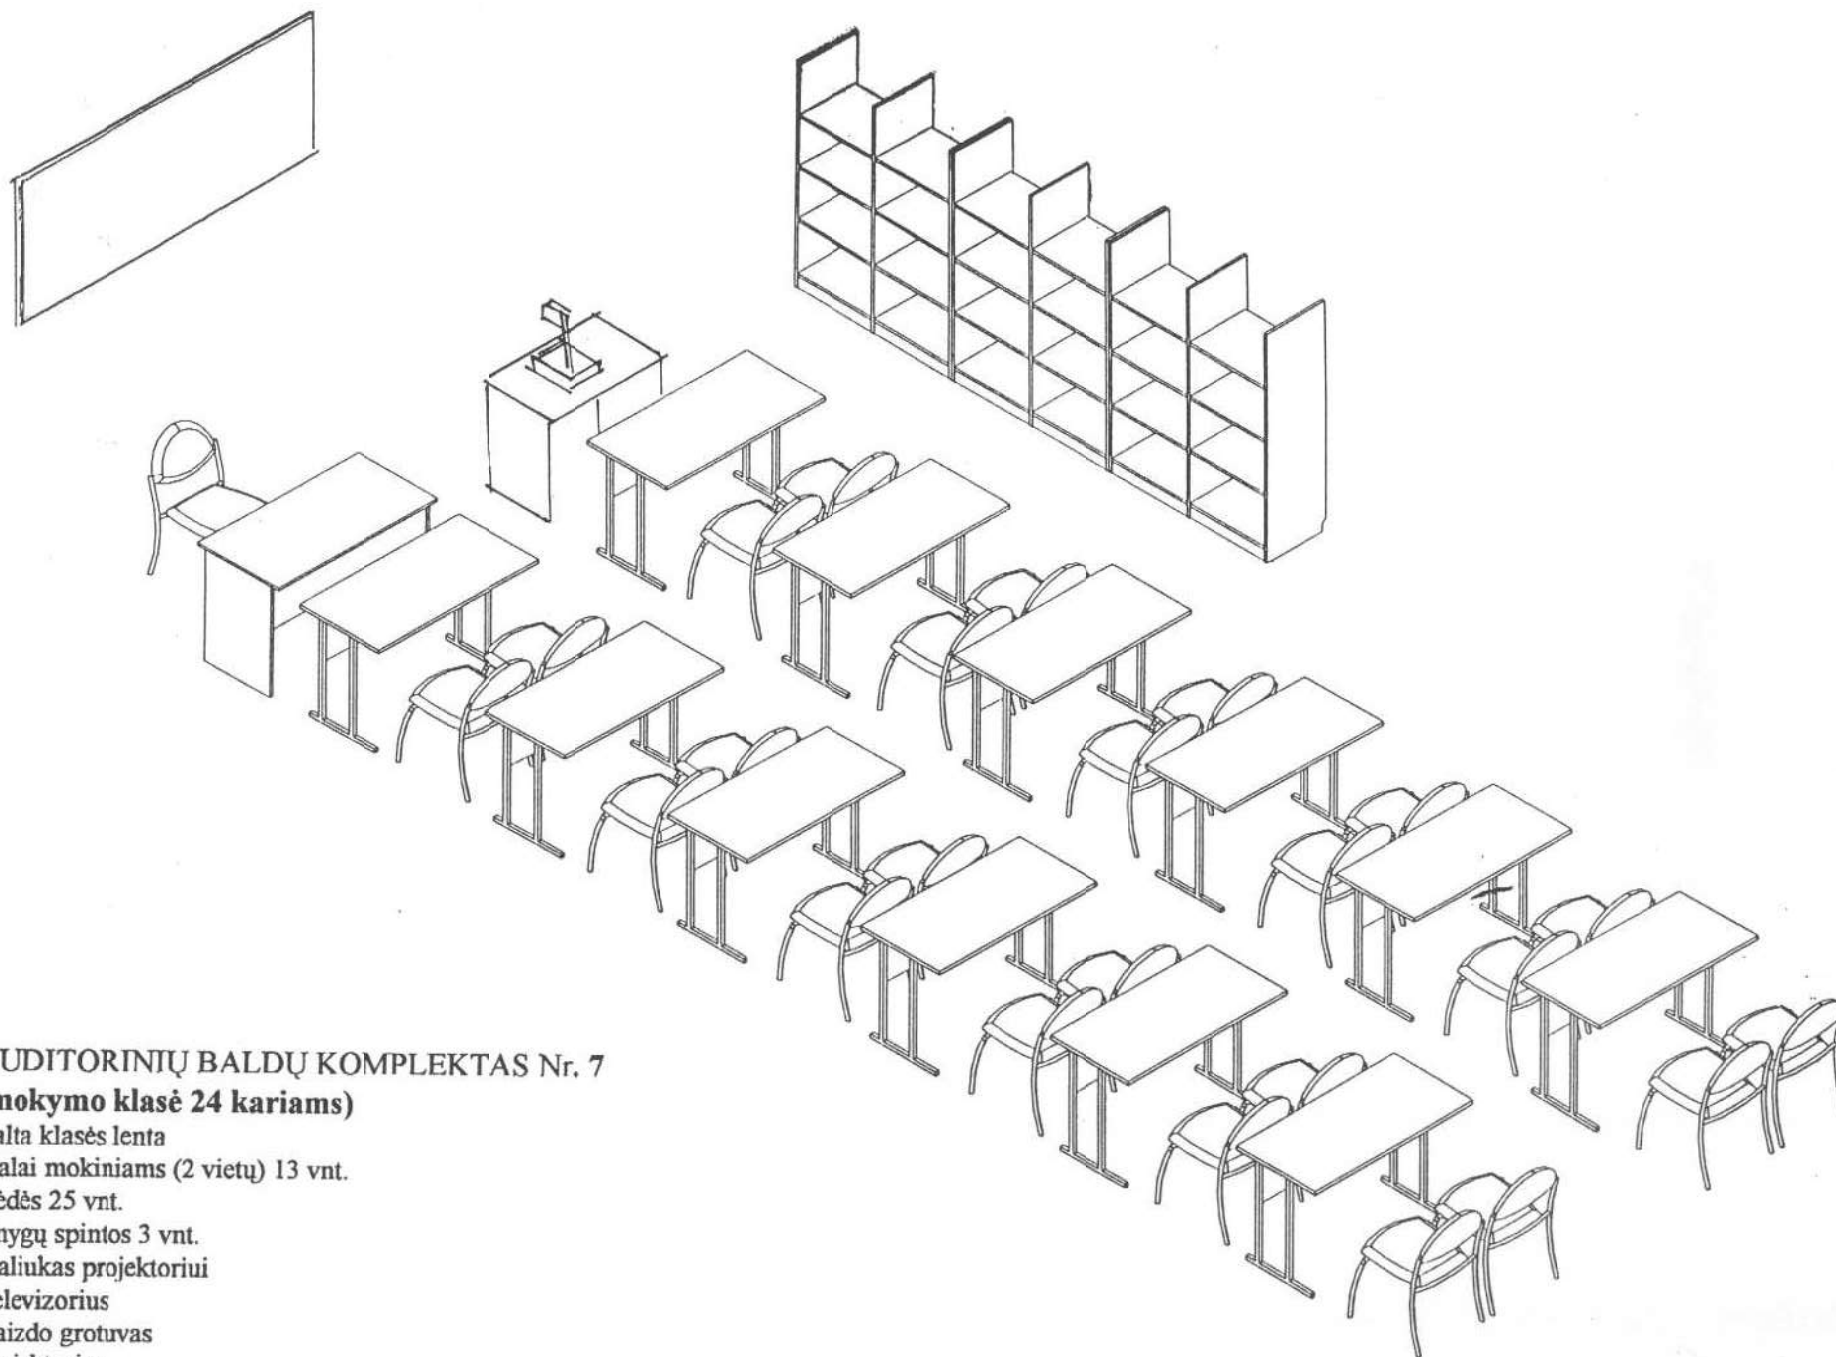 UDITORINIŲ BALDŲ KOMPLEKTAS Nr. 7
mokymo klasė 24 kariams)
alta klasės lenta
alai mokiniams (2 vietų) 13 vnt.
ėdės 25 vnt.
nygų spintos 3 vnt.
aliukas projektoriui
elevizorius
aizdo grotuvas